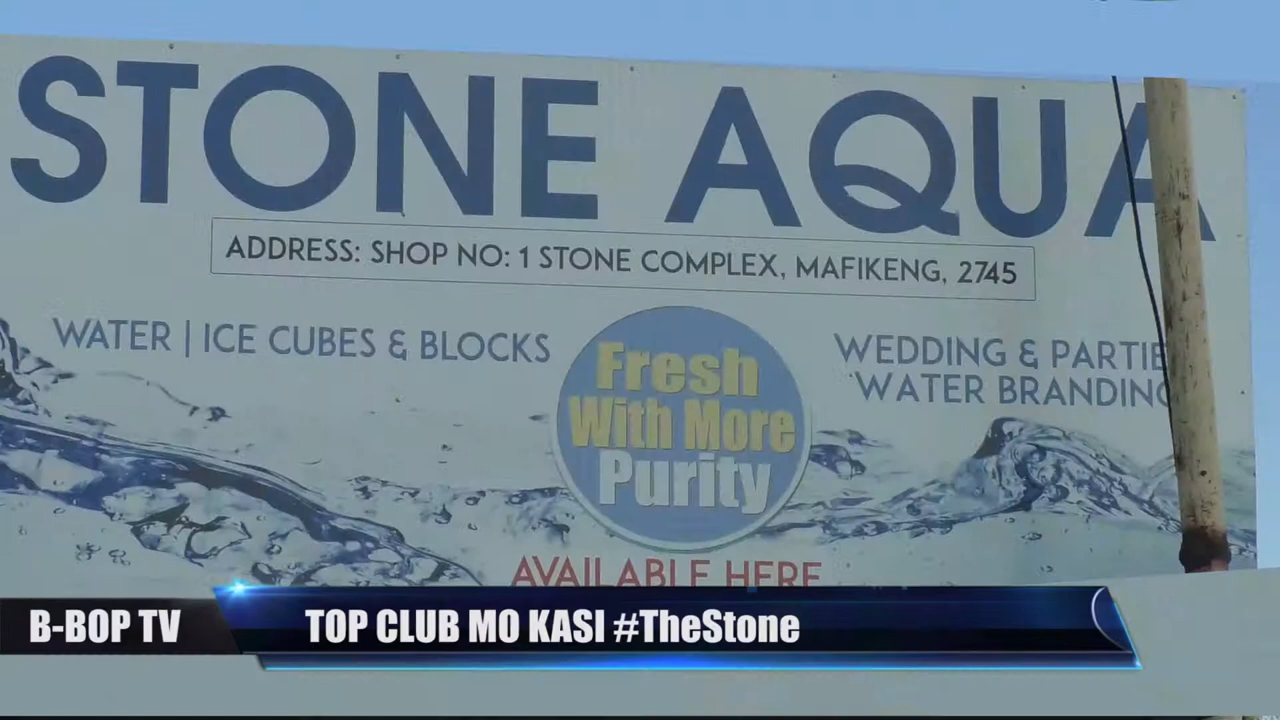 STONE AQUA
ADDRESS: SHOP NO: 1 STONE COMPLEX, MAFIKENG, 2745
WATER | ICE CUBES & BLOCKS
Fresh
With More
Purity
WEDDING & PARTIE
WATER BRANDING
AVAILABLE HERE
B-BOP TV
TOP CLUB MO KASI #TheStone